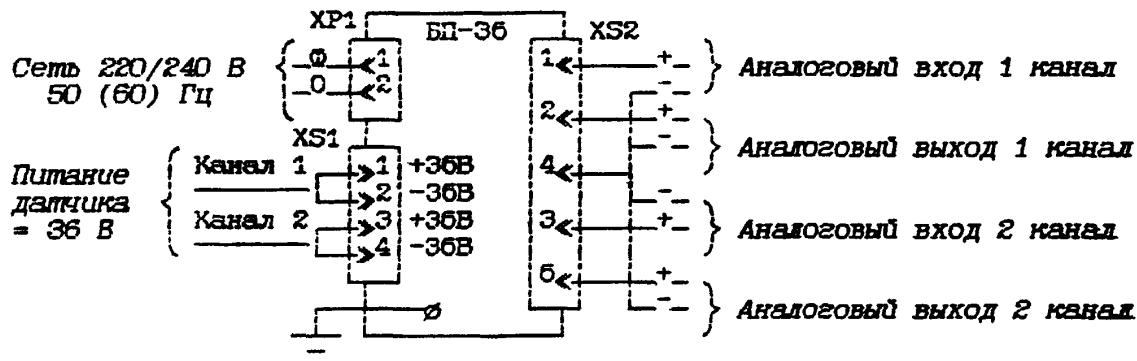 XP1
БП-36
XS2
Сеть 220/240 В
50 (60) Гц
Ф
0
1
2
XS1
Питание
датчика
= 36 В
Канал 1
Канал 2
1 +36В
2 -36В
3 +36В
4 -36В
1
2
4
3
6
+
-
Аналоговый вход 1 канал
+
-
Аналоговый выход 1 канал
-
+
Аналоговый вход 2 канал
+
-
Аналоговый выход 2 канал